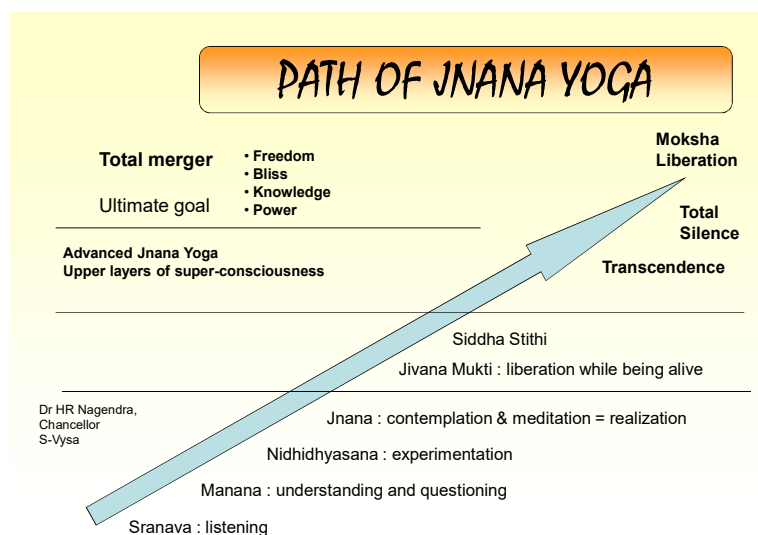 PATH OF JNANA YOGA
Moksha
Liberation
Total merger
• Freedom
• Bliss
• Knowledge
• Power
Ultimate goal
Total
Silence
Advanced Jnana Yoga
Upper layers of super-consciousness
Transcendence
Siddha Stithi
Jivana Mukti : liberation while being alive
Dr HR Nagendra,
Chancellor
S-Vysa
Jnana : contemplation & meditation = realization
Nidhidhyasana : experimentation
Manana : understanding and questioning
Sranava : listening